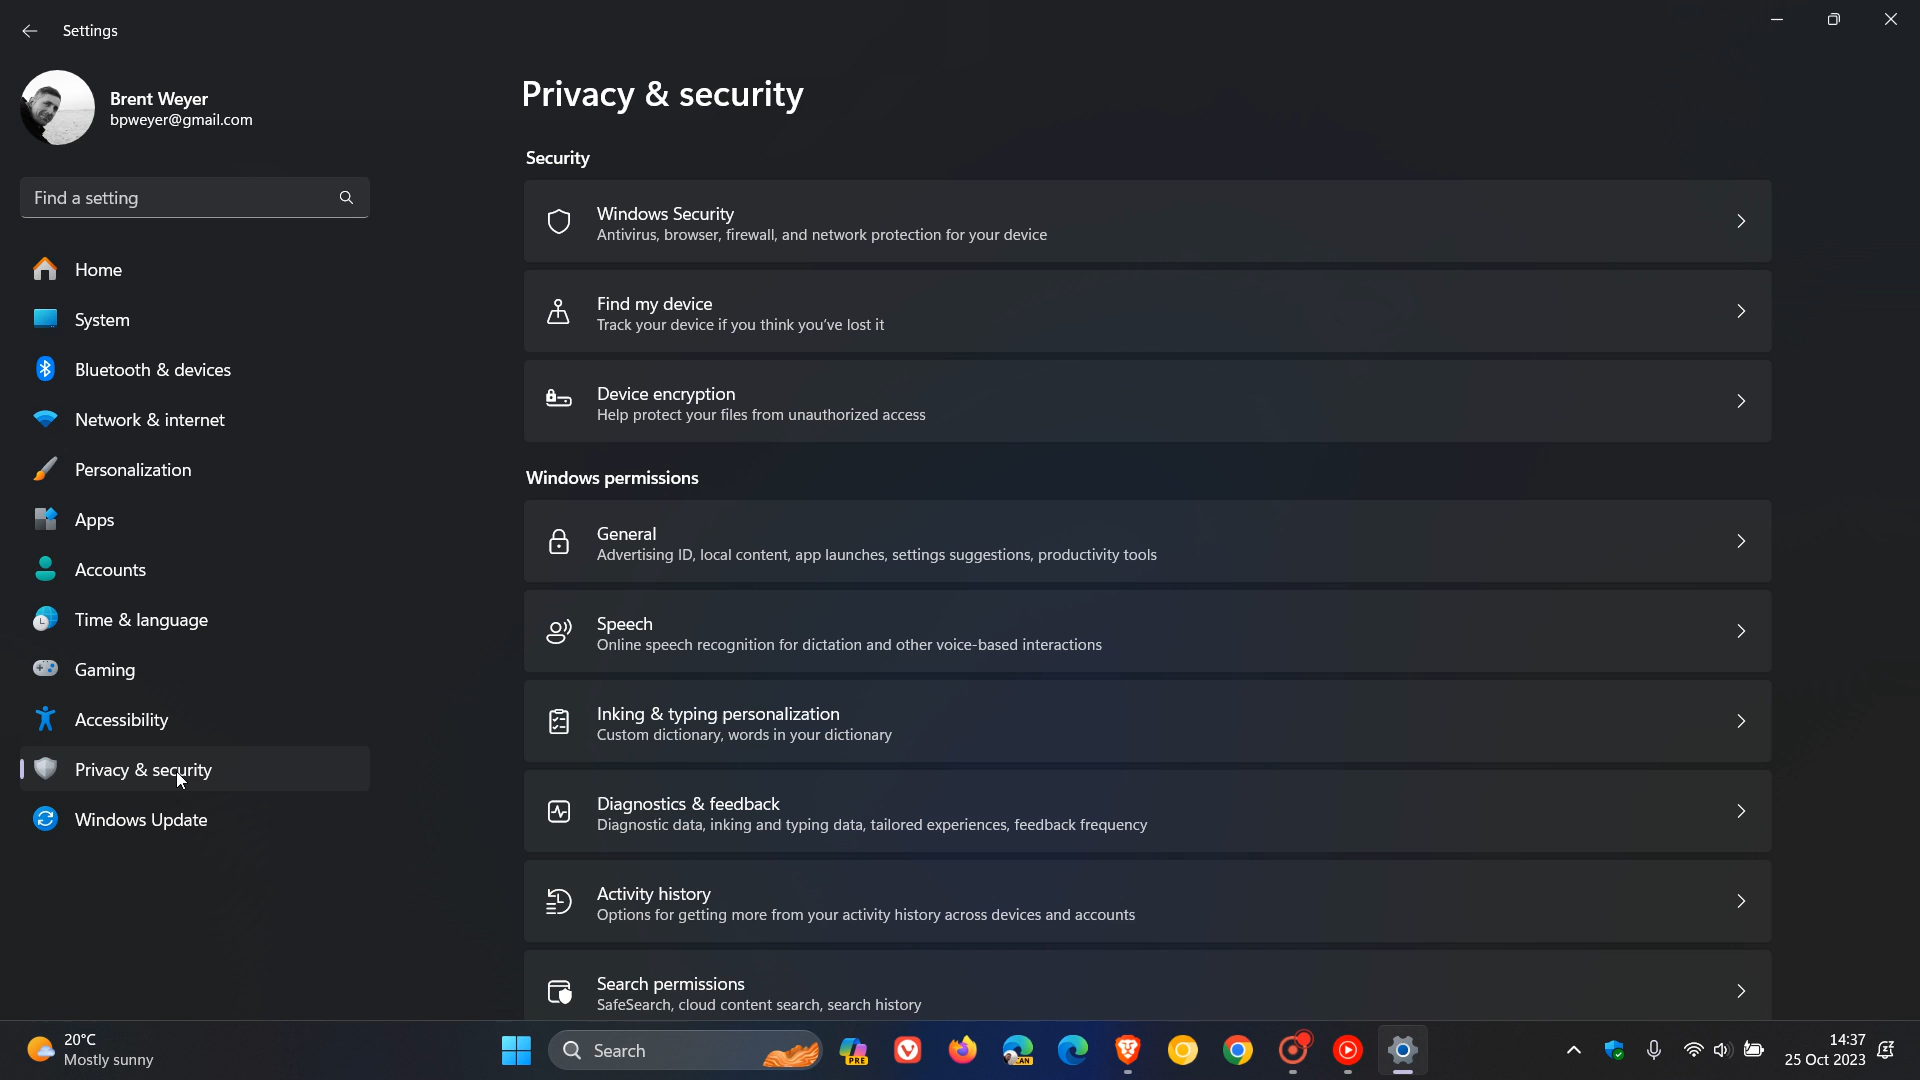 Settings
Brent Weyer
bpweyer@gmail.com
Find a setting
Home
System
Bluetooth & devices
Network & internet
Personalization
Apps
Accounts
Time & language
Gaming
Accessibility
Privacy & security
Windows Update
Privacy & security
Security
Windows Security
Antivirus, browser, firewall, and network protection for your device
Find my device
Track your device if you think you've lost it
Device encryption
Help protect your files from unauthorized access
Windows permissions
General
Advertising ID, local content, app launches, settings suggestions, productivity tools
Speech
Online speech recognition for dictation and other voice-based interactions
Inking & typing personalization
Custom dictionary, words in your dictionary
Diagnostics & feedback
Diagnostic data, inking and typing data, tailored experiences, feedback frequency
Activity history
Options for getting more from your activity history across devices and accounts
Search permissions
SafeSearch, cloud content search, search history
20°C
Mostly sunny
Search
PRE
CAN
14:37
25 Oct 2023